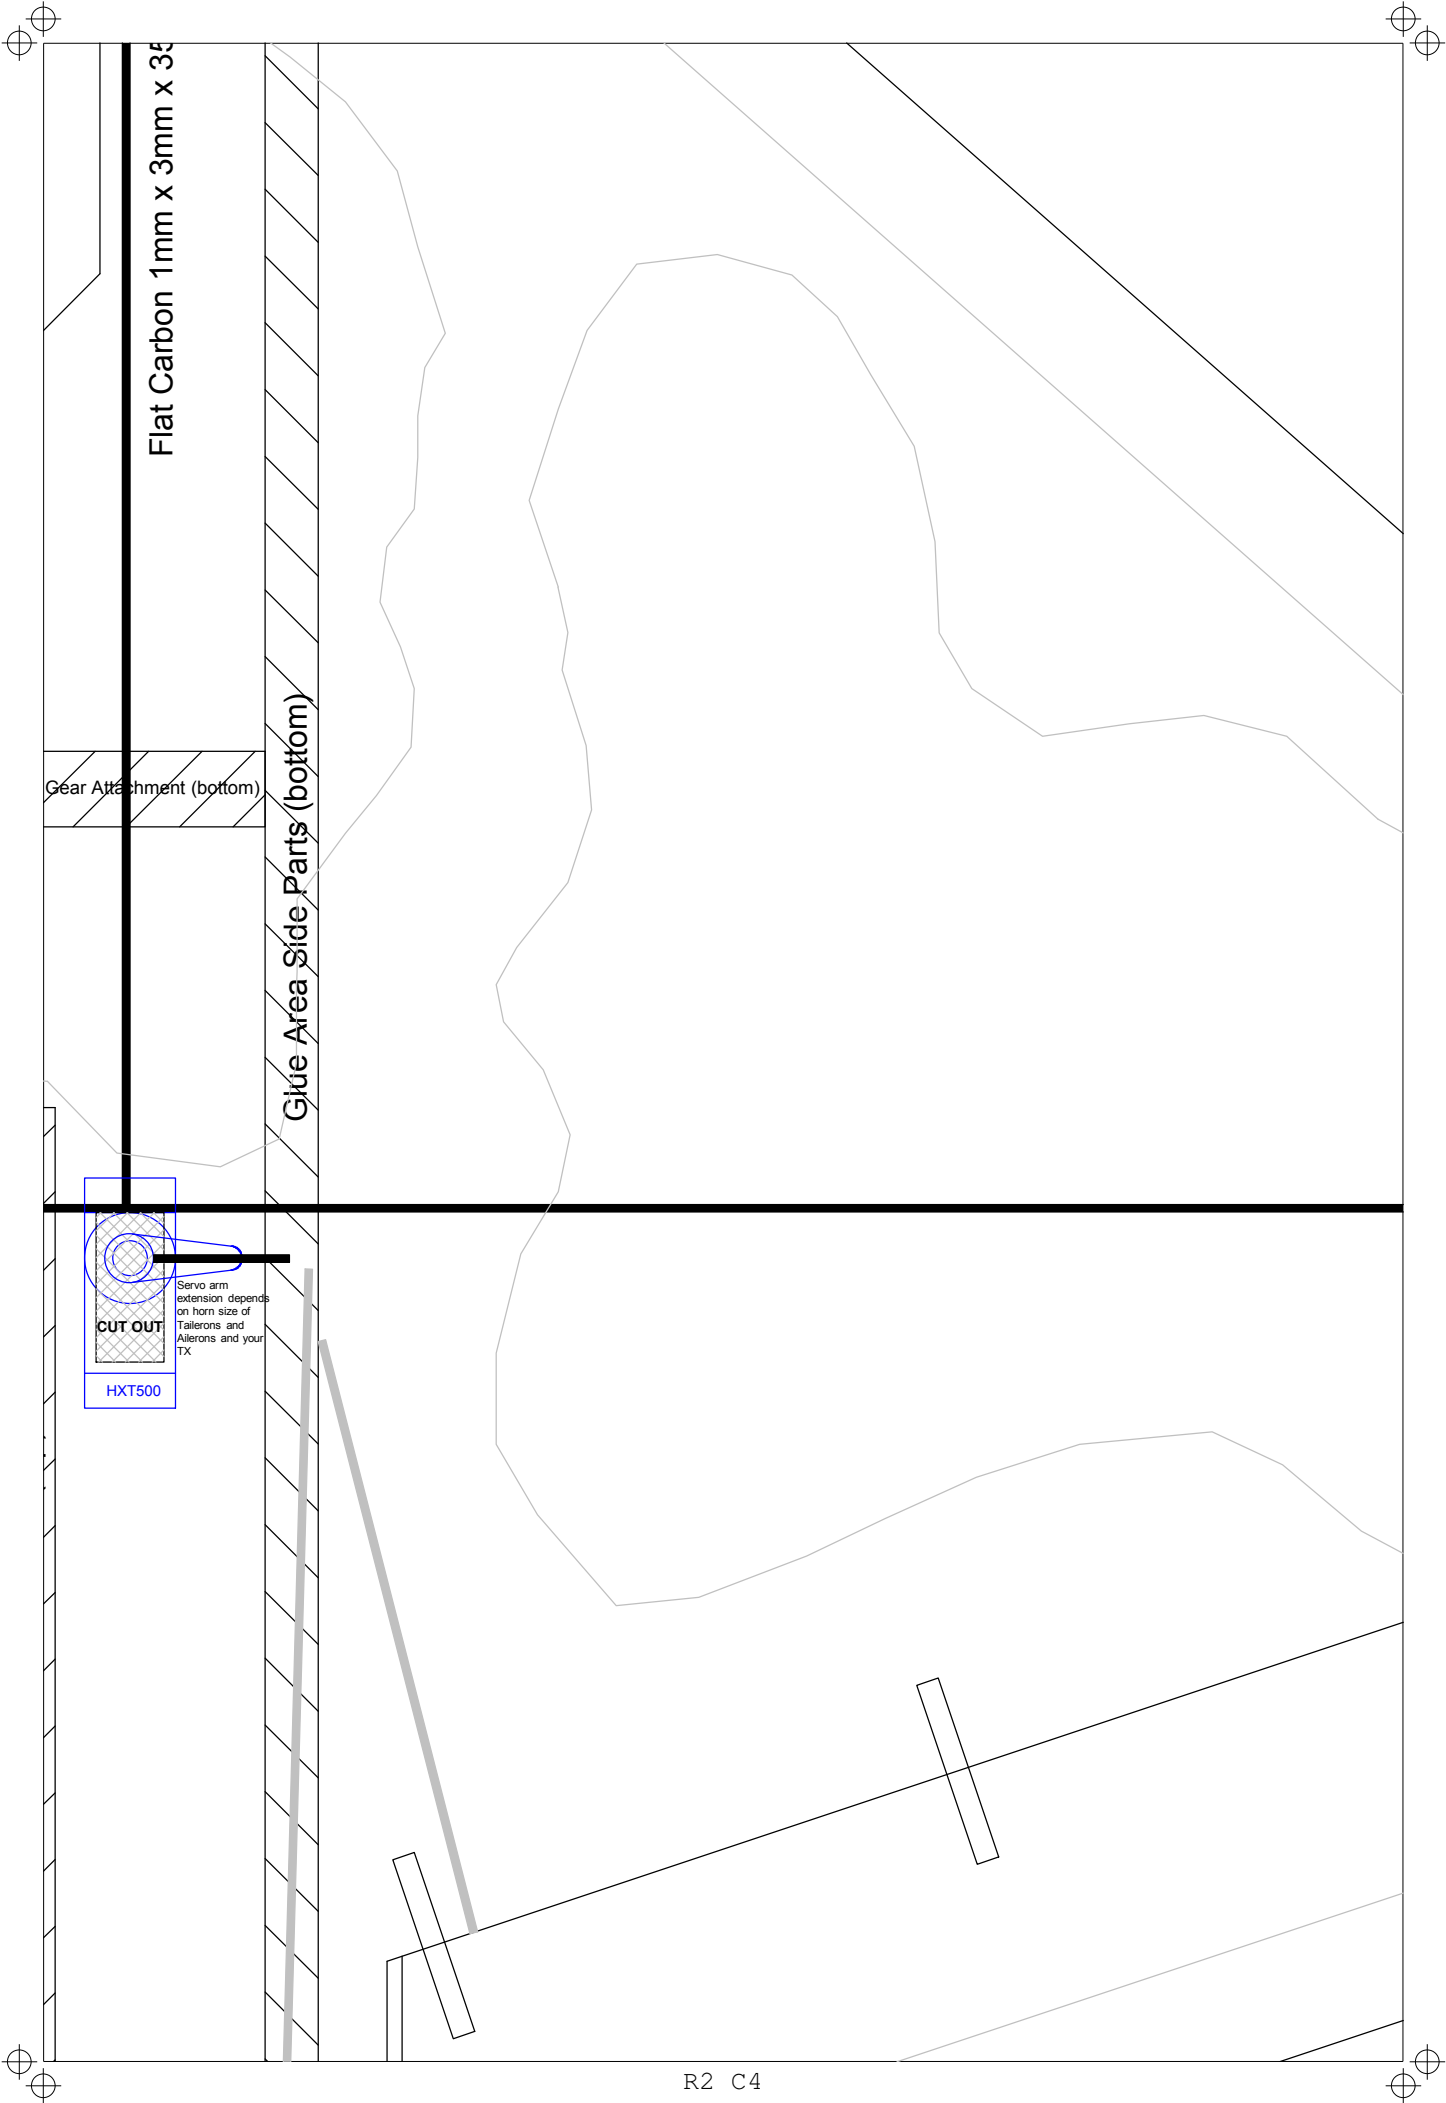 Flat Carbon 1mm x 3mm x 35
Gear Attachment (bottom)
Glue Area Side Parts (bottom)
Servo arm
extension depends
on horn size of
Tailerons and
Ailerons and your
TX
CUT OUT
HXT500
R2 C4